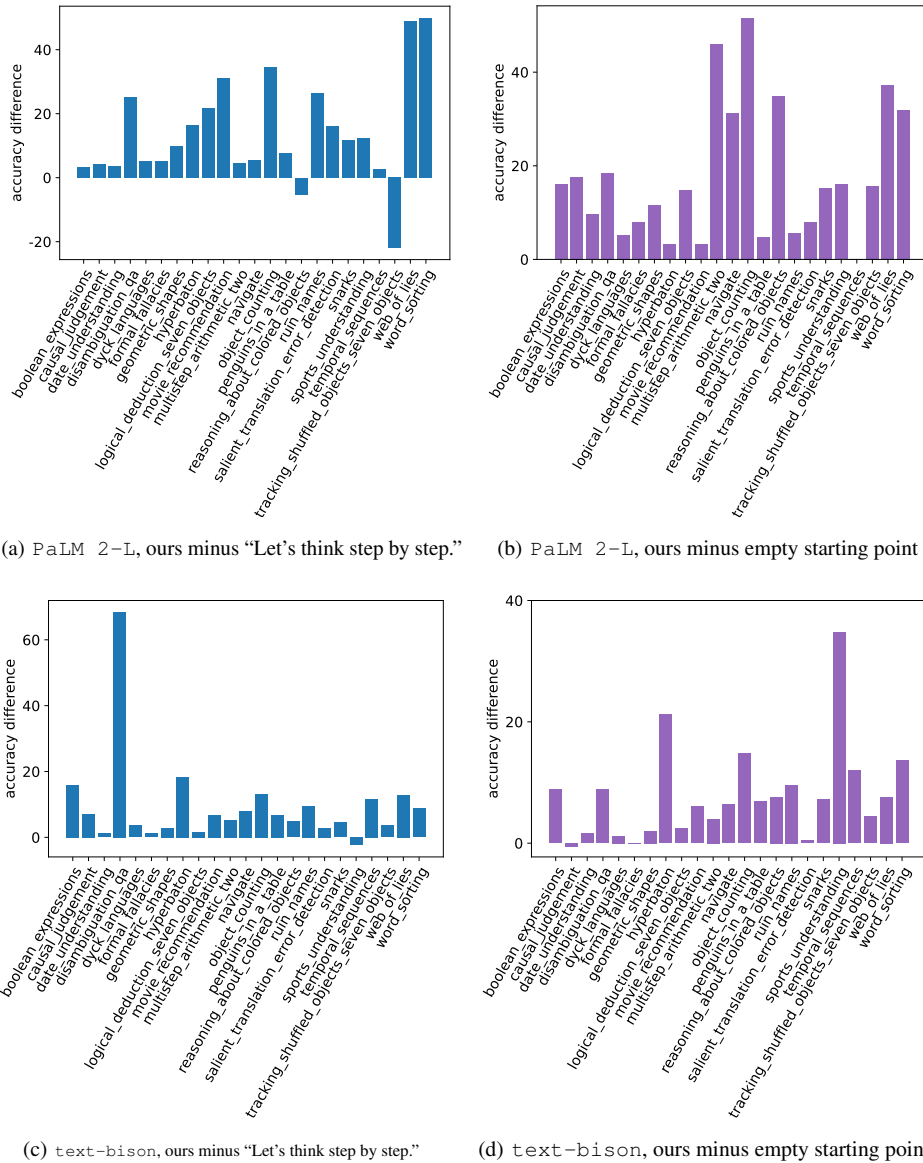 40
20
0
-20
accuracy difference
boolean_expressions
causal_judgement
date_understanding
disambiguation_qa
dyck_languages
formal_fallacies
geometric_shapes
hyperbaton
logical_deduction_seven_objects
movie_recommendation
multistep_arithmetic_two
navigate
object_counting
penguins_in_a_table
reasoning_about_colored_objects
ruin_names
salient_translation_error_detection
snarks
sports_understanding
temporal_sequences
tracking_shuffled_objects_seven_objects
web_of_lies
word_sorting
(a) PaLM 2-L, ours minus “Let’s think step by step.”
40
20
0
accuracy difference
boolean_expressions
causal_judgement
date_understanding
disambiguation_qa
dyck_languages
formal_fallacies
geometric_shapes
hyperbaton
logical_deduction_seven_objects
movie_recommendation
multistep_arithmetic_two
navigate
object_counting
penguins_in_a_table
reasoning_about_colored_objects
ruin_names
salient_translation_error_detection
snarks
sports_understanding
temporal_sequences
tracking_shuffled_objects_seven_objects
web_of_lies
word_sorting
(b) PaLM 2-L, ours minus empty starting point
60
40
20
0
accuracy difference
boolean_expressions
causal_judgement
date_understanding
disambiguation_qa
dyck_languages
formal_fallacies
geometric_shapes
hyperbaton
logical_deduction_seven_objects
movie_recommendation
multistep_arithmetic_two
navigate
object_counting
penguins_in_a_table
reasoning_about_colored_objects
ruin_names
salient_translation_error_detection
snarks
sports_understanding
temporal_sequences
tracking_shuffled_objects_seven_objects
web_of_lies
word_sorting
(c) text-bison, ours minus “Let’s think step by step.”
40
20
0
accuracy difference
boolean_expressions
causal_judgement
date_understanding
disambiguation_qa
dyck_languages
formal_fallacies
geometric_shapes
hyperbaton
logical_deduction_seven_objects
movie_recommendation
multistep_arithmetic_two
navigate
object_counting
penguins_in_a_table
reasoning_about_colored_objects
ruin_names
salient_translation_error_detection
snarks
sports_understanding
temporal_sequences
tracking_shuffled_objects_seven_objects
web_of_lies
word_sorting
(d) text-bison, ours minus empty starting poin